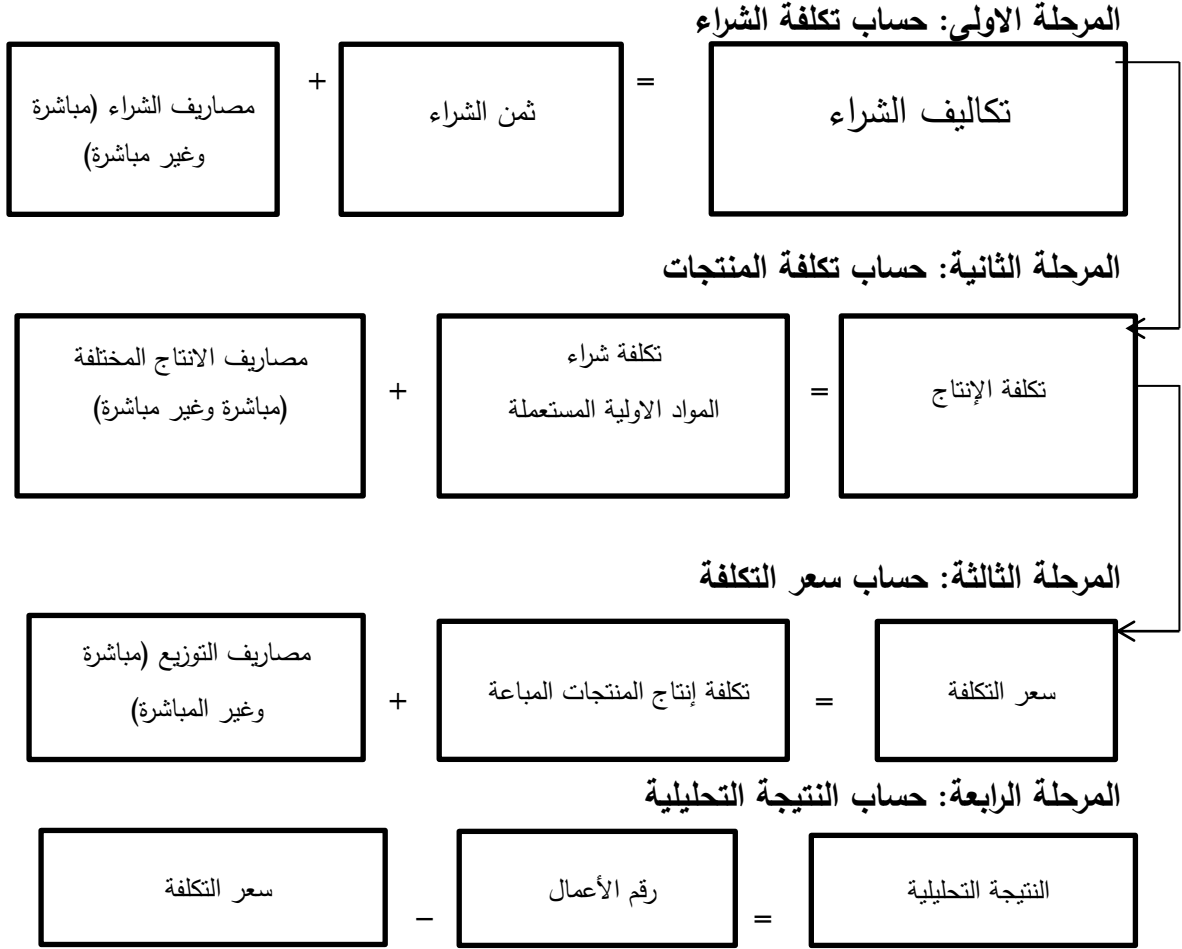 المرحلة الاولى: حساب تكلفة الشراء
تكاليف الشراء
=
ثمن الشراء
+
مصاريف الشراء (مباشرة
وغير مباشرة)
المرحلة الثانية: حساب تكلفة المنتجات
تكلفة الإنتاج
=
تكلفة شراء
المواد الاولية المستعملة
+
مصاريف الانتاج المختلفة
(مباشرة وغير مباشرة)
المرحلة الثالثة: حساب سعر التكلفة
سعر التكلفة
=
تكلفة إنتاج المنتجات المباعة
+
مصاريف التوزيع (مباشرة
وغير المباشرة)
المرحلة الرابعة: حساب النتيجة التحليلية
النتيجة التحليلية
=
رقم الأعمال
–
سعر التكلفة